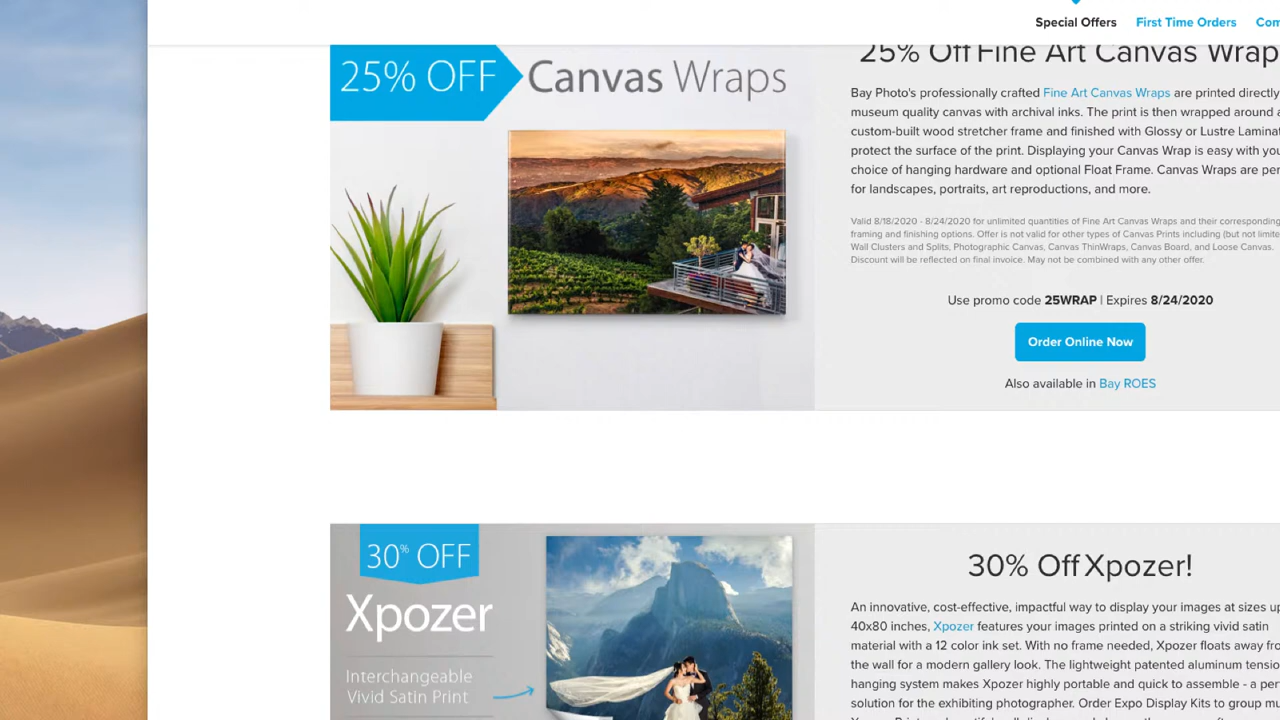 Special Offers First Time Orders
25% OFF Canvas Wraps
25% Off Fine Art Canvas Wrap
Bay Photo's professionally crafted Fine Art Canvas Wraps are printed directly
museum quality canvas with archival inks. The print is then wrapped around a
custom-built wood stretcher frame and finished with Glossy or Lustre
protect the surface of the print. Displaying your Canvas Wrap is easy with
choice of hanging hardware and optional Float Frame. Canvas Wraps are
for landscapes, portraits, art reproductions, and more.
Valid 8/18/2020 - 8/24/2020 for unlimited quantities of Fine Art Canvas Wraps and their corresponding
framing and finishing options. Offer is not valid for other types of Canvas Prints including (but not
Wall Clusters and Splits, Photographic Canvas, Canvas ThinWraps, Canvas Board, and Loose Canvas.
Discount will be reflected on final invoice. May not be combined with any other offer.
Use promo code 25WRAP | Expires 8/24/2020
Order Online Now
Also available in Bay ROES
30% OFF
Xpozer
Interchangeable
Vivid Satin Print
30% Off Xpozer!
An innovative, cost-effective, impactful way to display your images at sizes
40x80 inches, Xpozer features your images printed on a striking vivid satin
material with a 12 color ink set. With no frame needed, Xpozer floats away
the wall for a modern gallery look. The lightweight patented aluminum
hanging system makes Xpozer highly portable and quick to assemble - a
solution for the exhibiting photographer. Order Expo Display Kits to group